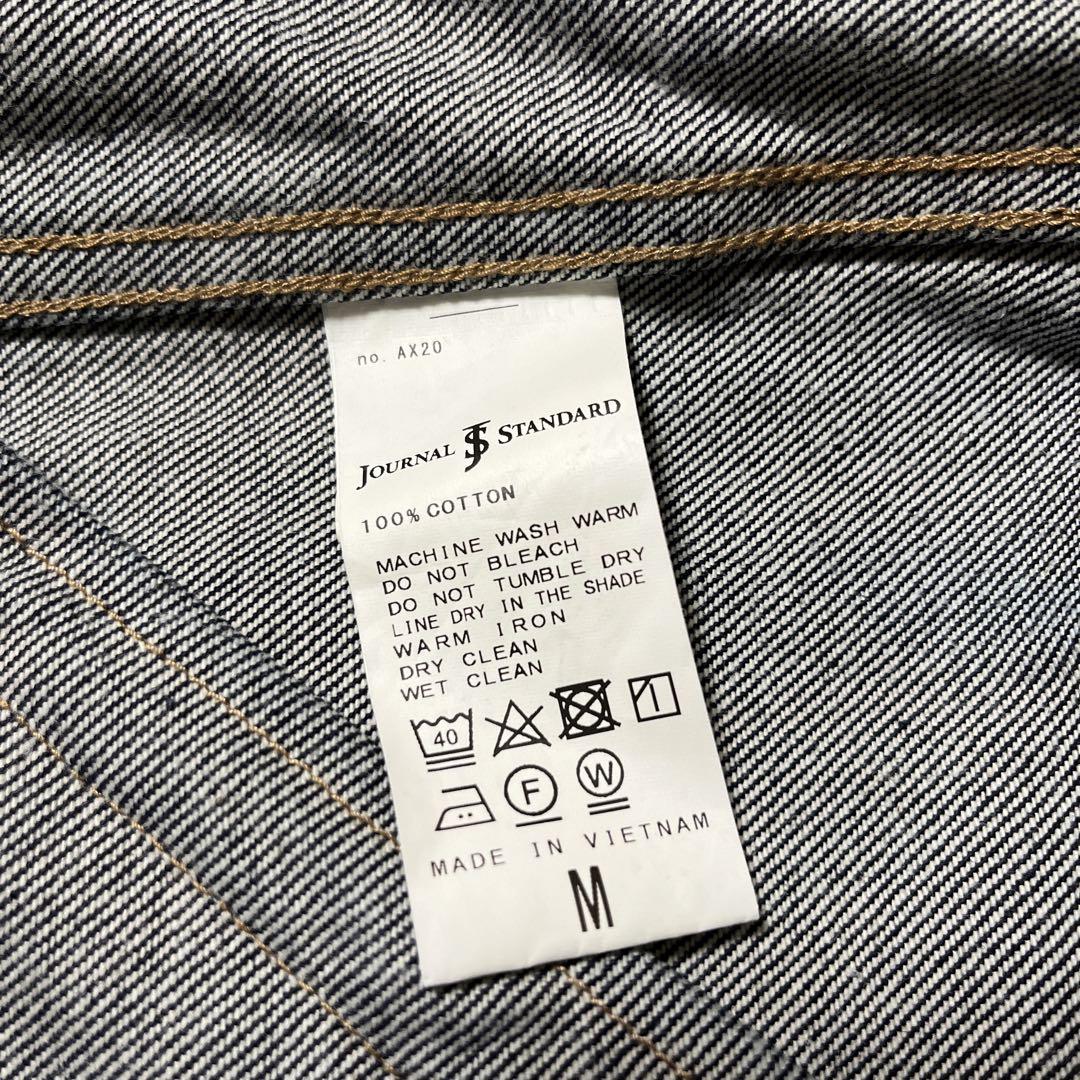 no. AX20
JOURNAL JS STANDARD
100% COTTON
MACHINE WASH WARM
DO NOT BLEACH
DO NOT TUMBLE DRY
LINE DRY IN THE SHADE
WARM IRON
DRY CLEAN
WET CLEAN
40
F W
MADE IN VIETNAM
M